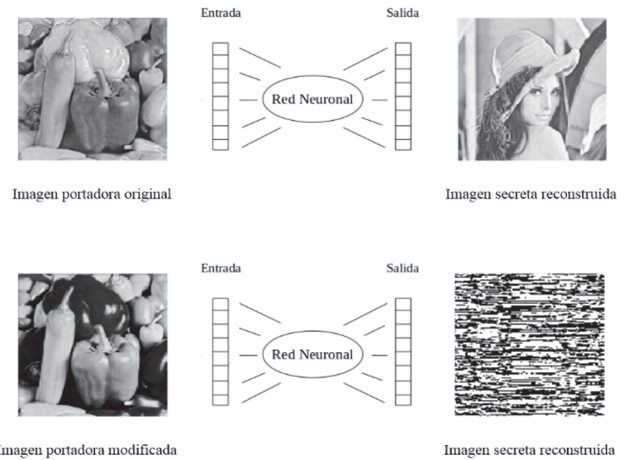 Entrada
Salida
Red Neuronal
Imagen portadora original
Imagen secreta reconstruida
Entrada
Salida
Red Neuronal
Imagen portadora modificada
Imagen secreta reconstruida